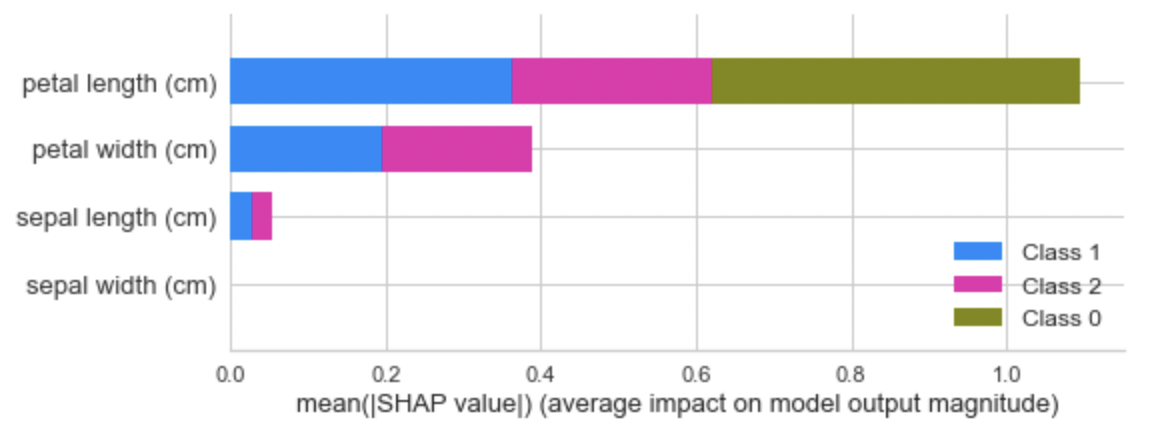 petal length (cm)
petal width (cm)
sepal length (cm)
sepal width (cm)
Class 1
Class 2
Class 0
0.0 0.2 0.4 0.6 0.8 1.0
mean(|SHAP value|) (average impact on model output magnitude)